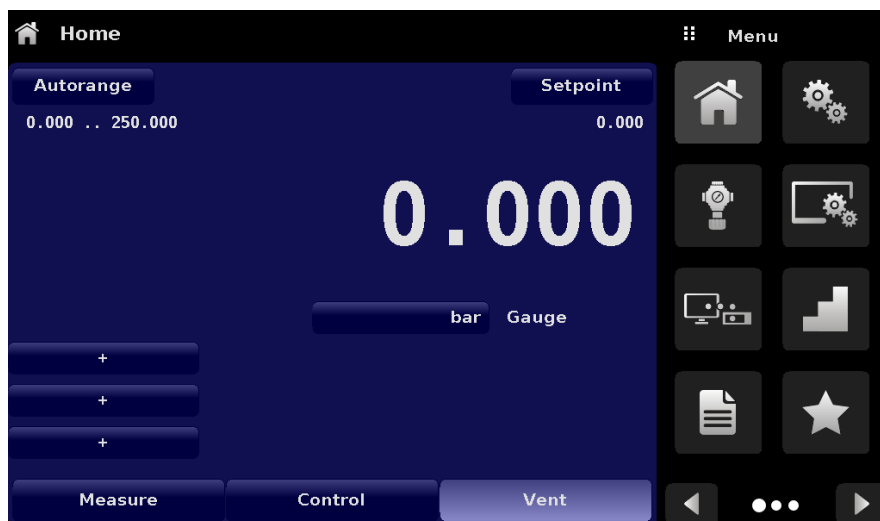 Home
Menu
Autorange
Setpoint
0.000 .. 250.000
0.000
0.000
bar Gauge
+
+
+
Measure Control Vent